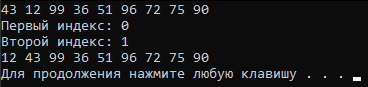 43 12 99 36 51 96 72 75 90
Первый индекс: 0
Второй индекс: 1
12 43 99 36 51 96 72 75 90
Для продолжения нажмите любую клавишу . . .